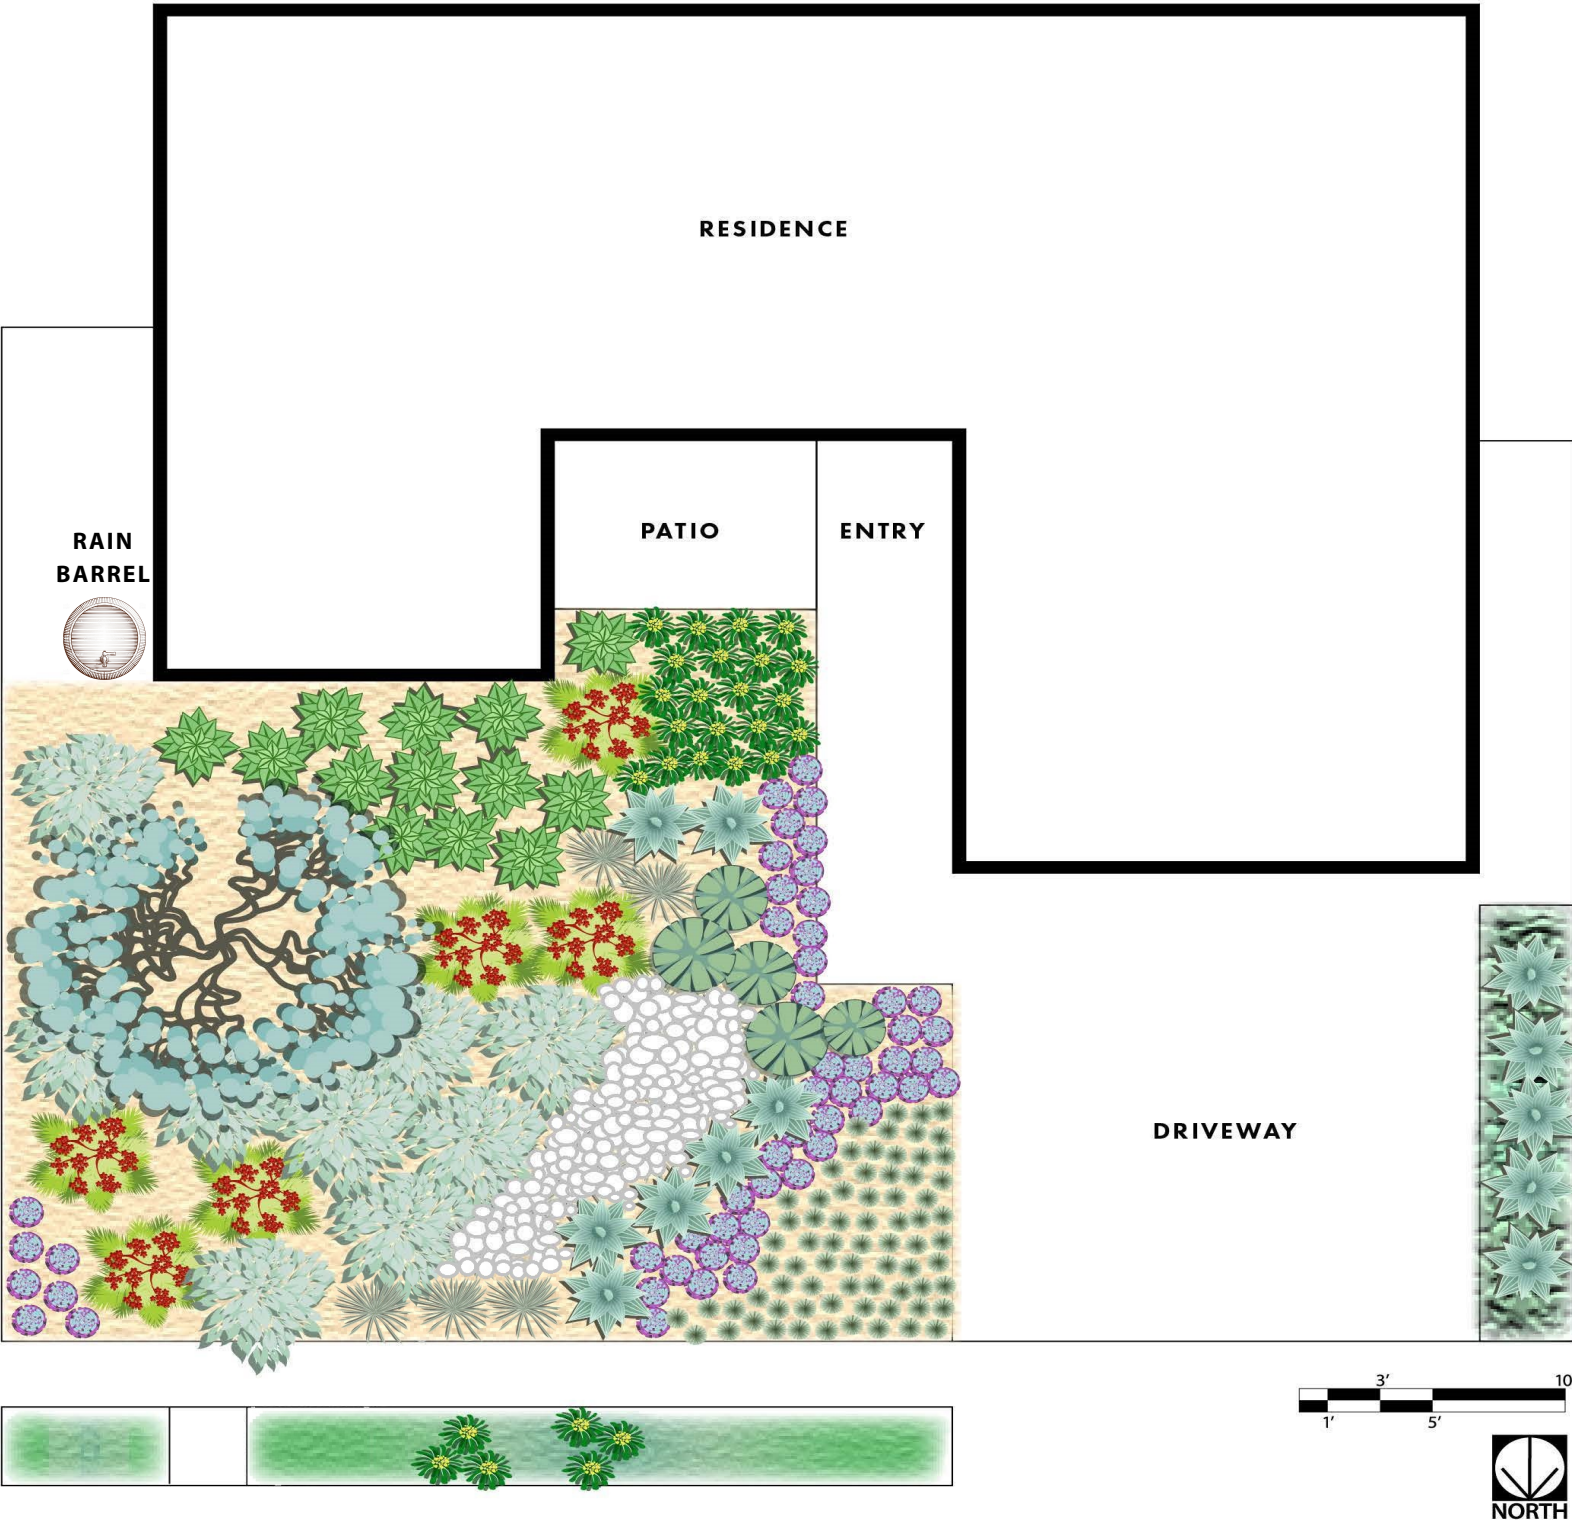 RESIDENCE
PATIO
ENTRY
RAIN
BARREL
DRIVEWAY
3’
10
1’
5’
NORTH